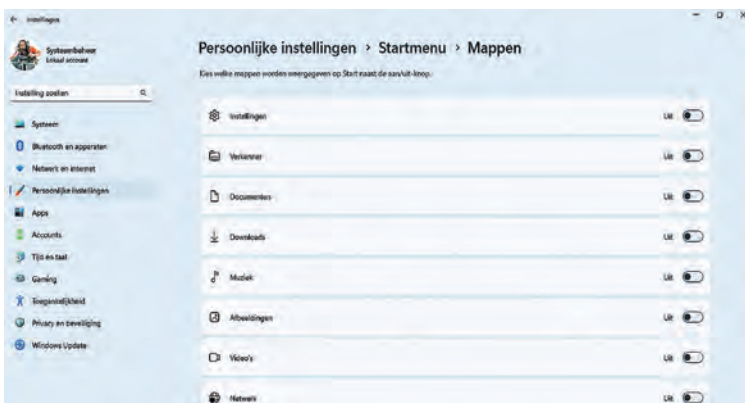 Instellingen
Systeembeheer
Lokaal account
Instelling zoeken
Systeem
Bluetooth en apparaten
Netwerk en internet
Persoonlijke instellingen
Apps
Accounts
Tijd en taal
Gaming
Toegankelijkheid
Privacy en beveiliging
Windows Update
Persoonlijke instellingen > Startmenu > Mappen
Kies welke mappen worden weergegeven op Start naast de aan/uit-knop.
Instellingen Uit
Verkenner Uit
Documenten Uit
Downloads Uit
Muziek Uit
Afbeeldingen Uit
Video's Uit
Netwerk Uit